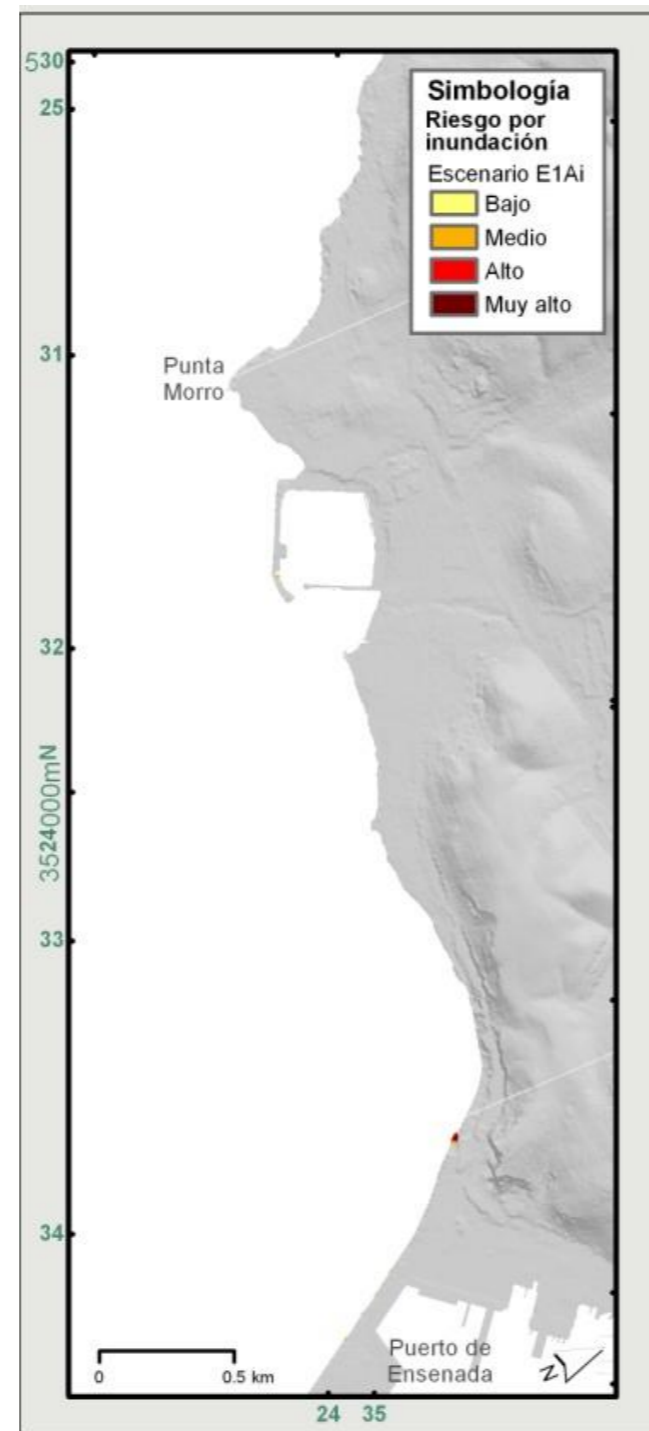 530
25
Simbología
Riesgo por
inundación
Escenario E1Ai
Bajo
Medio
Alto
Muy alto
31
Punta
Morro
32
3524000mN
33
34
0
0.5 km
Puerto de
Ensenada
N
24 35